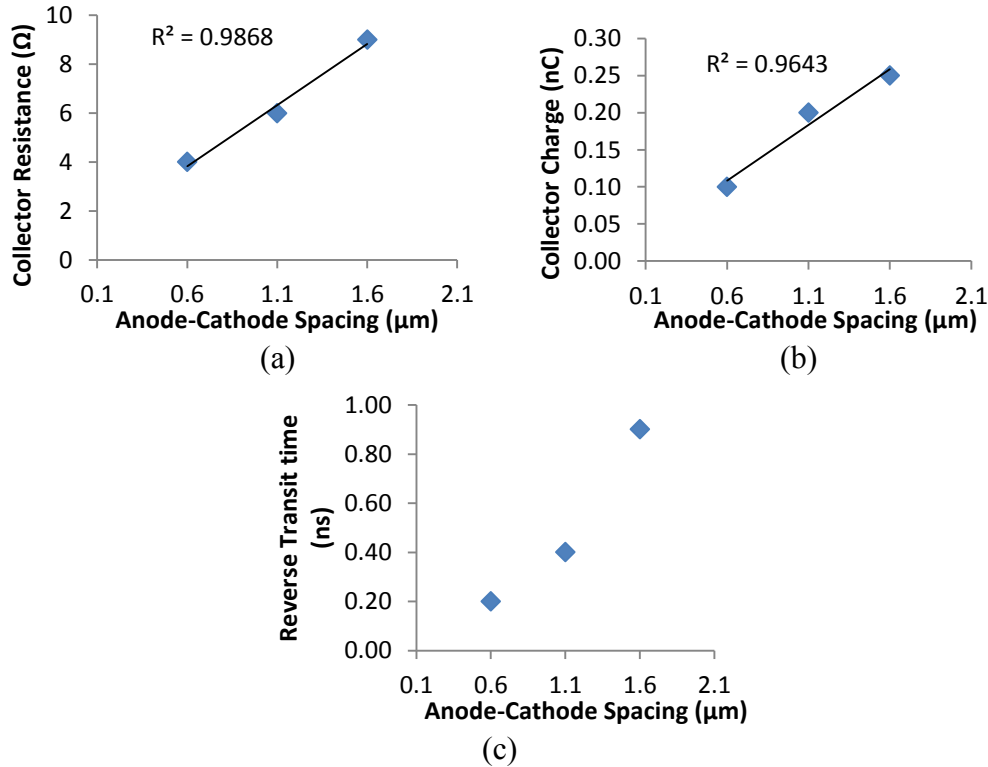 Collector Resistance (Ω)
10
8
6
4
2
0
R² = 0.9868
0.1 0.6 1.1 1.6 2.1
Anode-Cathode Spacing (µm)
(a)
Collector Charge (nC)
0.30
0.25
0.20
0.15
0.10
0.05
0.00
R² = 0.9643
0.1 0.6 1.1 1.6 2.1
Anode-Cathode Spacing (µm)
(b)
Reverse Transit time
(ns)
1.00
0.80
0.60
0.40
0.20
0.00
0.1 0.6 1.1 1.6 2.1
Anode-Cathode Spacing (µm)
(c)